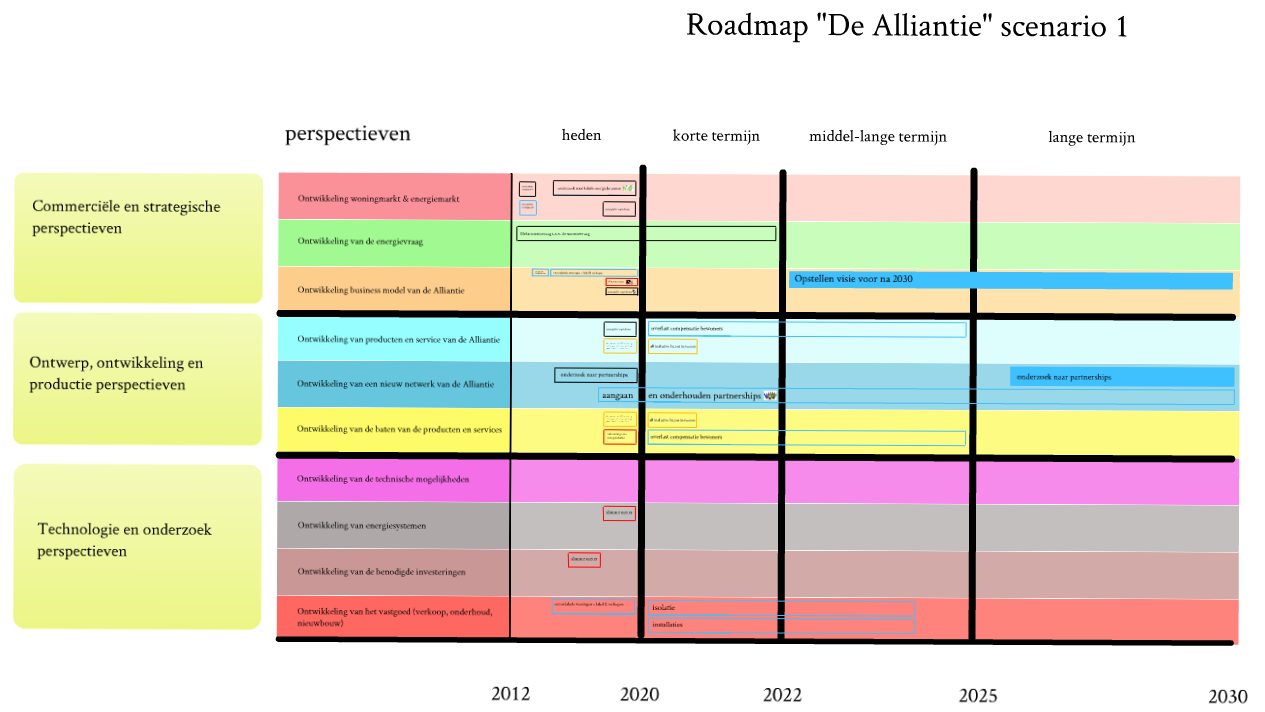 Roadmap "De Alliantie" scenario 1
perspectieven
heden
korte termijn
middel-lange termijn
lange termijn
Commerciële en strategische
perspectieven
Ontwikkeling woningmarkt & energiemarkt
Ontwikkeling van de energievraag
Ontwikkeling business model van de Alliantie
Opstellen visie voor na 2030
Ontwerp, ontwikkeling en
productie perspectieven
Ontwikkeling van producten en service van de Alliantie
overlast compensatie bewoners
Ontwikkeling van een nieuw netwerk van de Alliantie
onderzoek naar partnerships
onderzoek naar partnerships
aangaan en onderhouden partnerships
Ontwikkeling van de baten van de producten en services
overlast compensatie bewoners
Technologie en onderzoek
perspectieven
Ontwikkeling van de technische mogelijkheden
Ontwikkeling van energiesystemen
slimme meter
Ontwikkeling van de benodigde investeringen
slimme meter
Ontwikkeling van het vastgoed (verkoop, onderhoud,
nieuwbouw)
isolatie
installaties
2012
2020
2022
2025
2030